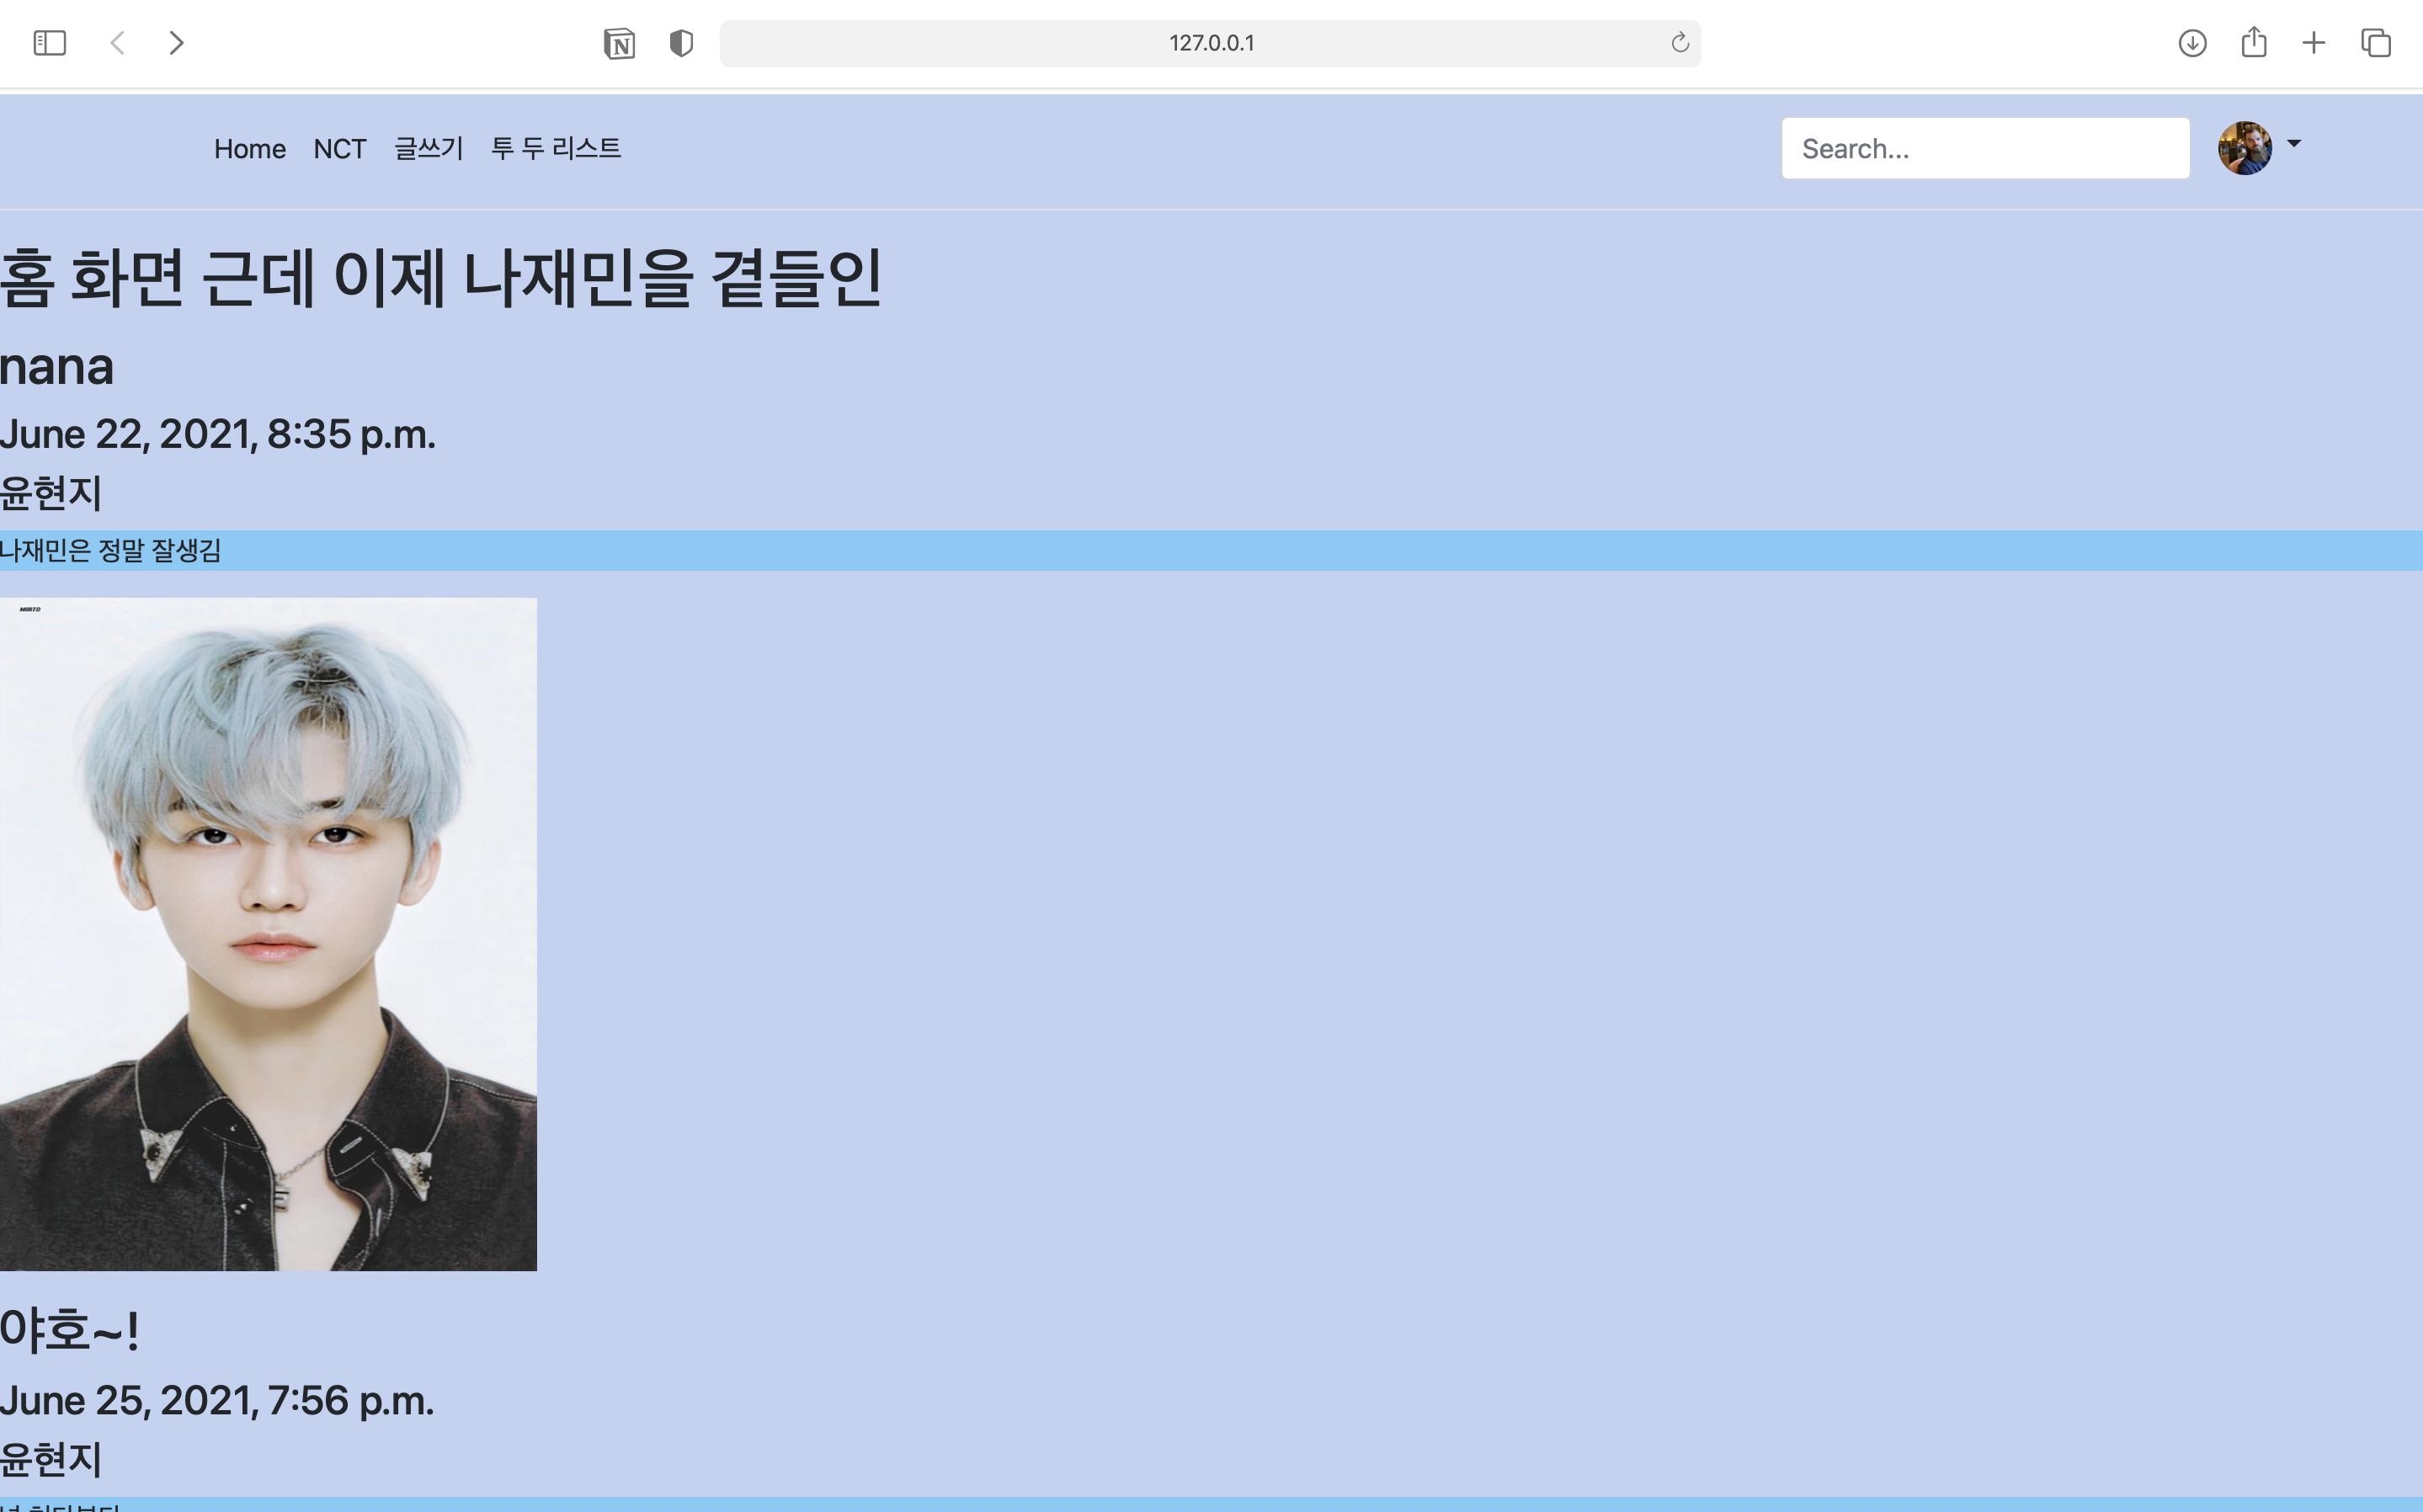 127.0.0.1
Home NCT 글쓰기 투 두 리스트 Search...
홈 화면 근데 이제 나재민을 곁들인
nana
June 22, 2021, 8:35 p.m.
윤현지
나재민은 정말 잘생김
야호~!
June 25, 2021, 7:56 p.m.
윤현지